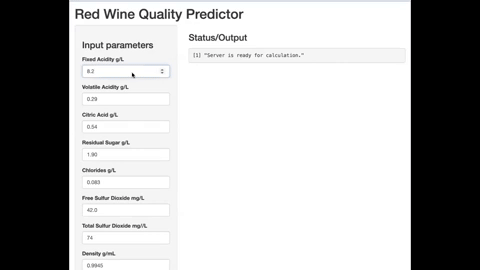 Red Wine Quality Predictor
Input parameters
Fixed Acidity g/L
8.2
Volatile Acidity g/L
0.29
Citric Acid g/L
0.54
Residual Sugar g/L
1.90
Chlorides g/L
0.083
Free Sulfur Dioxide mg/L
42.0
Total Sulfur Dioxide mg//L
74
Density g/mL
0.9945
Status/Output
[1] "Server is ready for calculation."